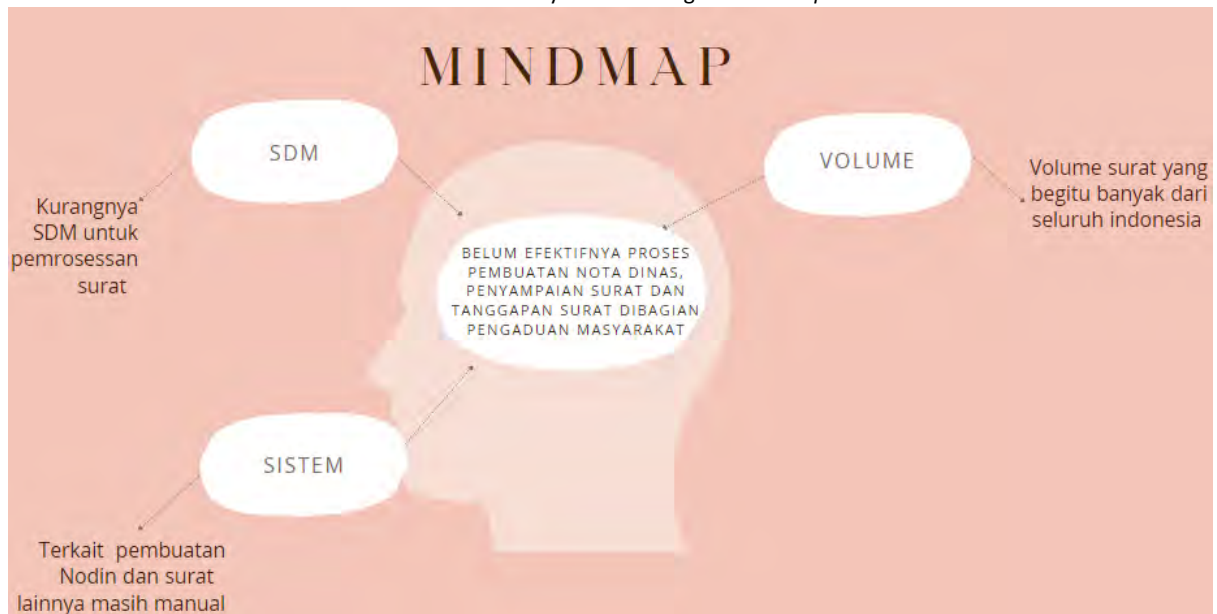 MINDMAP
SDM
Kurangnya
SDM untuk
pemrosessan
surat
VOLUME
Volume surat yang
begitu banyak dari
seluruh indonesia
BELUM EFEKTIFNYA PROSES
PEMBUATAN NOTA DINAS,
PENYAMPAIAN SURAT DAN
TANGGAPAN SURAT DIBAGIAN
PENGADUAN MASYARAKAT
SISTEM
Terkait pembuatan
Nodin dan surat
lainnya masih manual